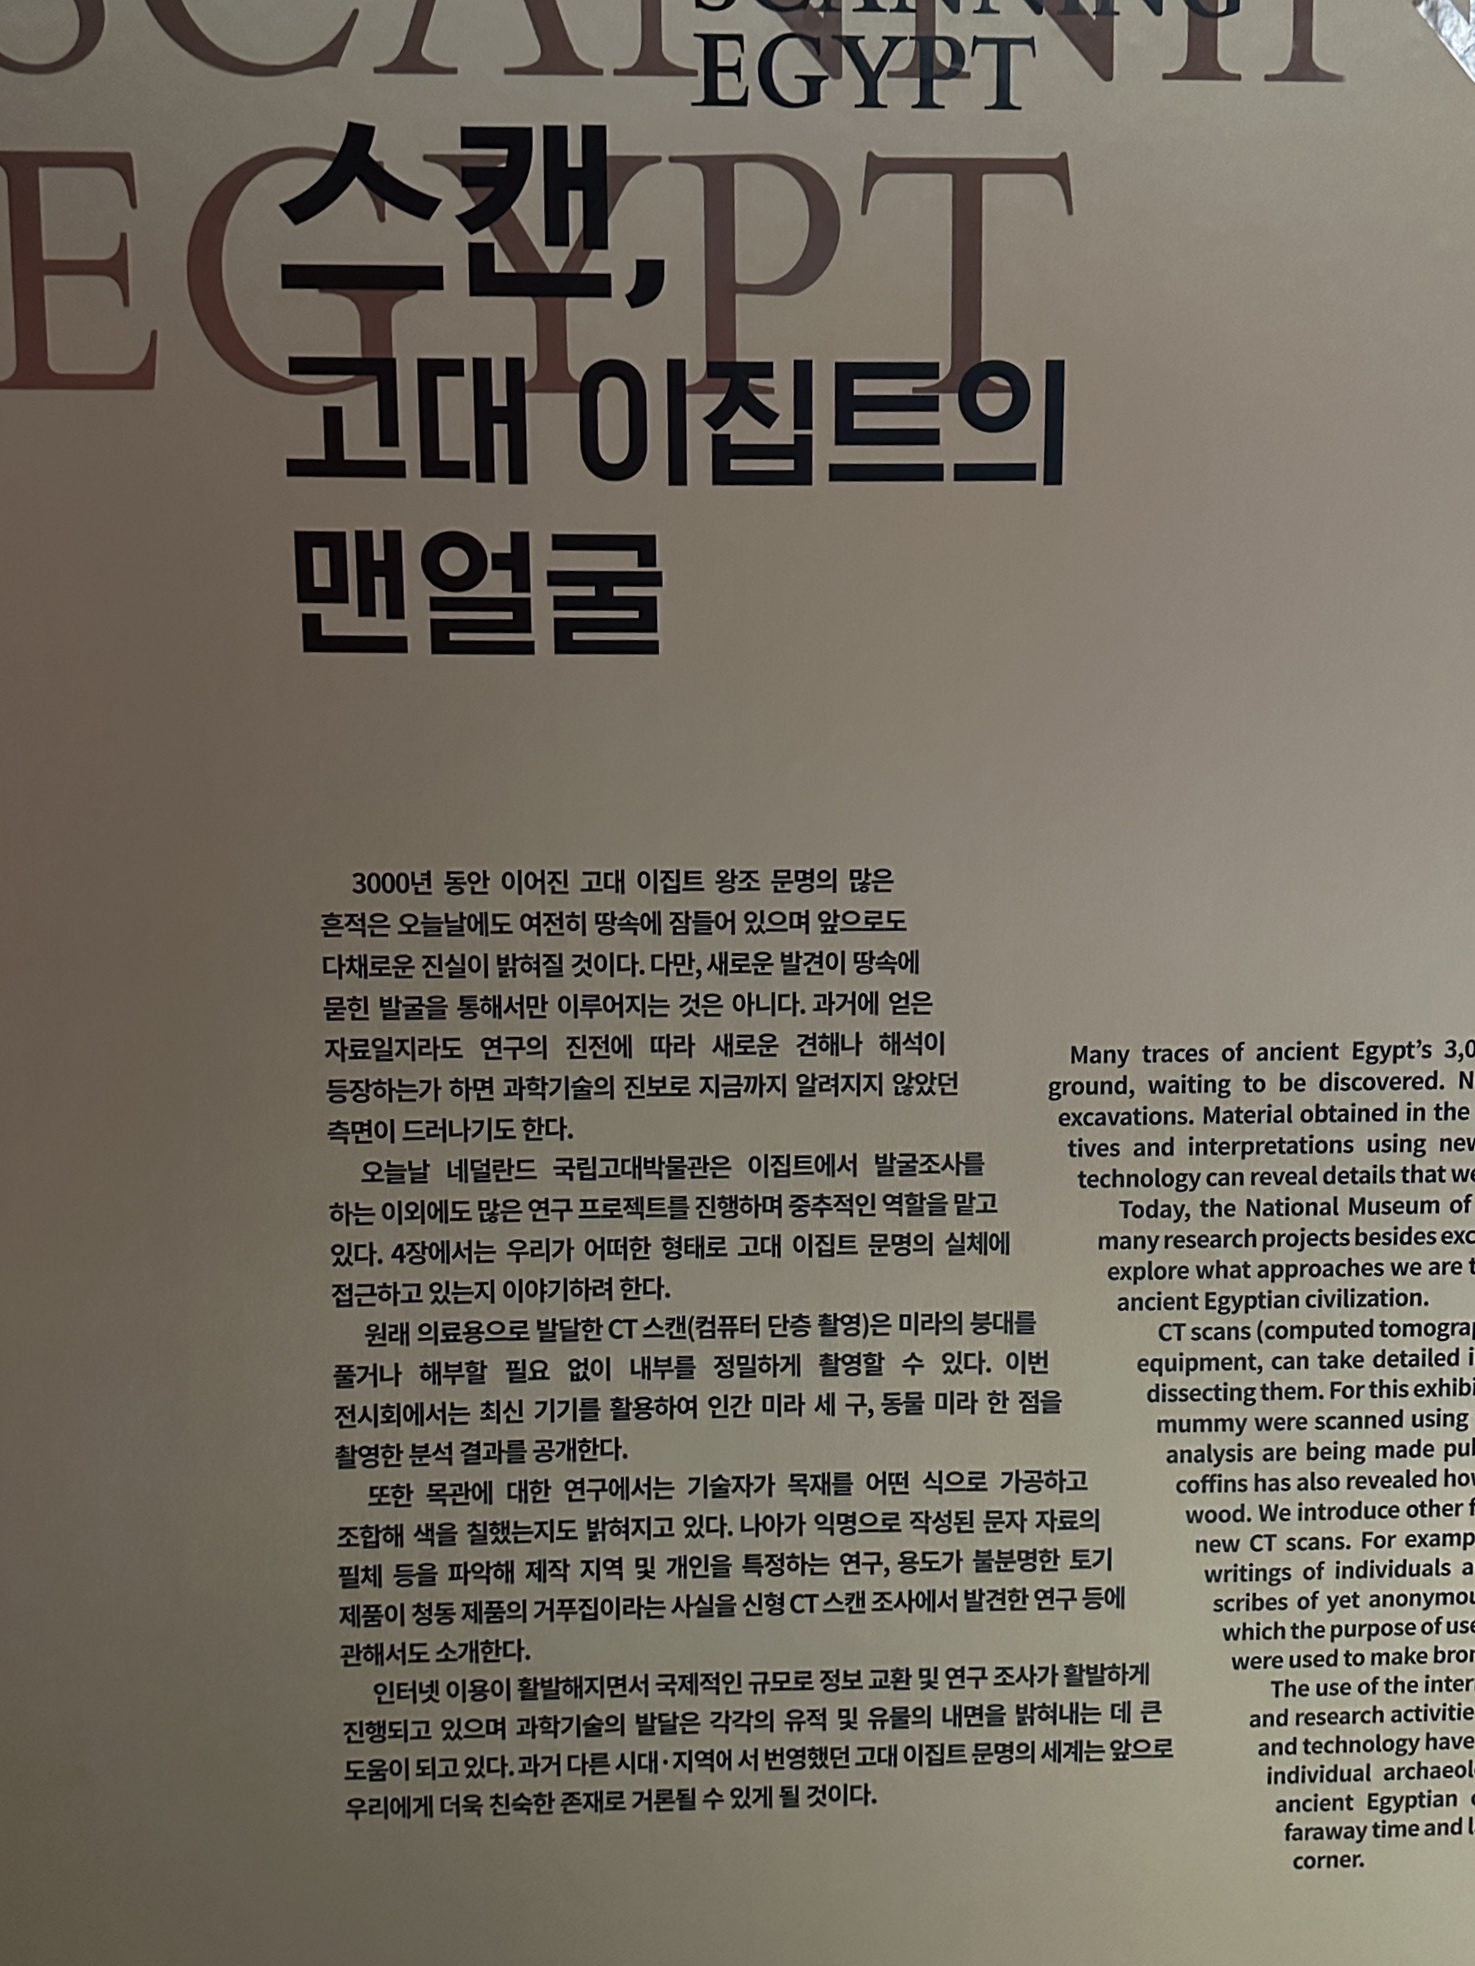 SCANNING
EGYPT
EGYPT
스캔,
고대 이집트의
맨얼굴
3000년 동안 이어진 고대 이집트 왕조 문명의 많은
흔적은 오늘날에도 여전히 땅속에 잠들어 있으며 앞으로도
다채로운 진실이 밝혀질 것이다. 다만, 새로운 발견이 땅속에
묻힌 발굴을 통해서만 이루어지는 것은 아니다. 과거에 얻은
자료일지라도 연구의 진전에 따라 새로운 견해나 해석이
등장하는가 하면 과학기술의 진보로 지금까지 알려지지 않았던
측면이 드러나기도 한다.
오늘날 네덜란드 국립고대박물관은 이집트에서 발굴조사를
하는 이외에도 많은 연구 프로젝트를 진행하며 중추적인 역할을 맡고
있다. 4장에서는 우리가 어떠한 형태로 고대 이집트 문명의 실체에
접근하고 있는지 이야기하려 한다.
원래 의료용으로 발달한 CT 스캔(컴퓨터 단층 촬영)은 미라의 붕대를
풀거나 해부할 필요 없이 내부를 정밀하게 촬영할 수 있다. 이번
전시회에서는 최신 기기를 활용하여 인간 미라 세 구, 동물 미라 한 점을
촬영한 분석 결과를 공개한다.
또한 목관에 대한 연구에서는 기술자가 목재를 어떤 식으로 가공하고
조합해 색을 칠했는지도 밝혀지고 있다. 나아가 익명으로 작성된 문자 자료의
필체 등을 파악해 제작 지역 및 개인을 특정하는 연구, 용도가 불분명한 토기
제품이 청동 제품의 거푸집이라는 사실을 신형 CT 스캔 조사에서 발견한 연구 등에
관해서도 소개한다.
인터넷 이용이 활발해지면서 국제적인 규모로 정보 교환 및 연구 조사가 활발하게
진행되고 있으며 과학기술의 발달은 각각의 유적 및 유물의 내면을 밝혀내는 데 큰
도움이 되고 있다. 과거 다른 시대·지역에서 번영했던 고대 이집트 문명의 세계는 앞으로
우리에게 더욱 친숙한 존재로 거론될 수 있게 될 것이다.
Many traces of ancient Egypt's 3,0
ground, waiting to be discovered. N
excavations. Material obtained in the
tives and interpretations using new
technology can reveal details that we
Today, the National Museum of
many research projects besides exc
explore what approaches we are t
ancient Egyptian civilization.
CT scans (computed tomograp
equipment, can take detailed i
dissecting them. For this exhibi
mummy were scanned using
analysis are being made pul
coffins has also revealed how
wood. We introduce other f
new CT scans. For examp
writings of individuals a
scribes of yet anonymou
which the purpose of use
were used to make bron
The use of the inter
and research activitie
and technology have
individual archaeol
ancient Egyptian c
faraway time and l
corner.